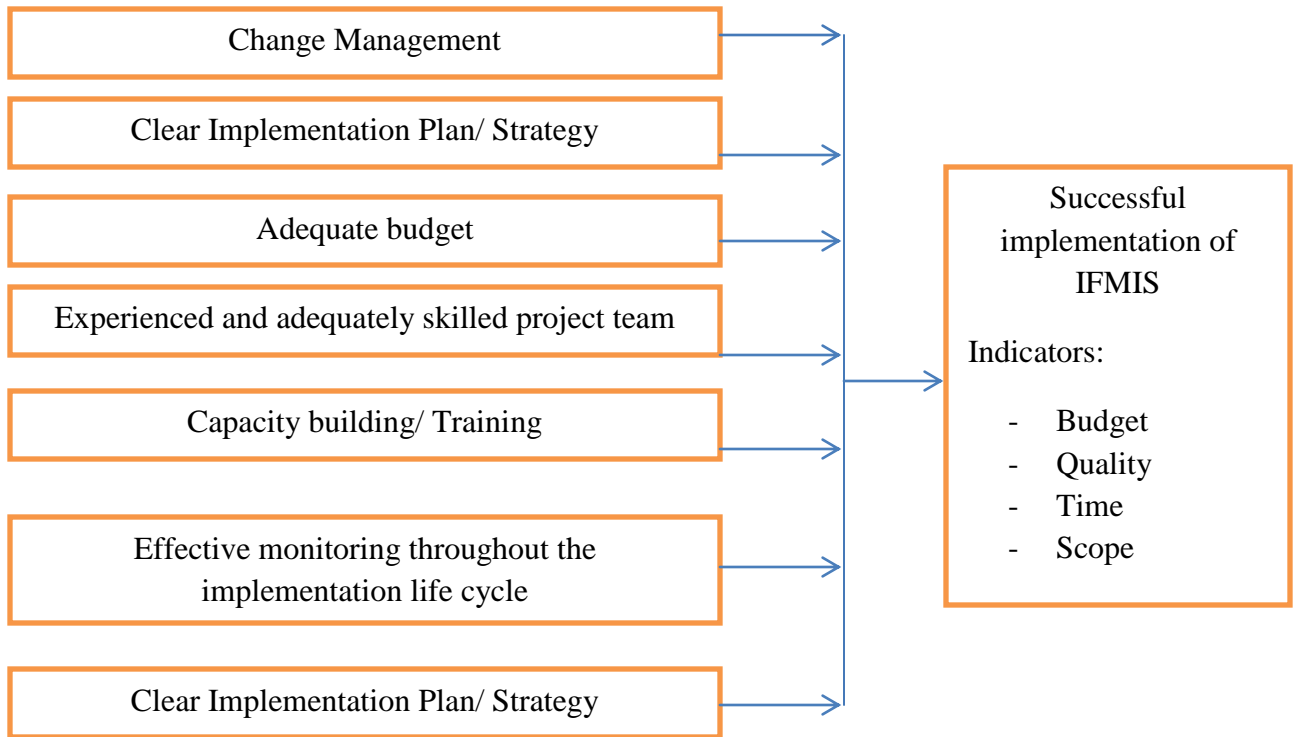 Change Management
Clear Implementation Plan/ Strategy
Adequate budget
Experienced and adequately skilled project team
Capacity building/ Training
Effective monitoring throughout the
implementation life cycle
Clear Implementation Plan/ Strategy
Successful
implementation of
IFMIS
Indicators:
- Budget
- Quality
- Time
- Scope